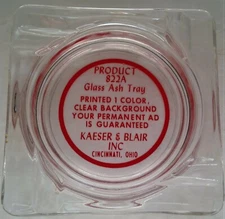 PRODUCT
822A
Glass Ash Tray
PRINTED 1 COLOR,
CLEAR BACKGROUND
YOUR PERMANENT AD
IS GUARANTEED
KAESER & BLAIR
INC
CINCINNATI, OHIO